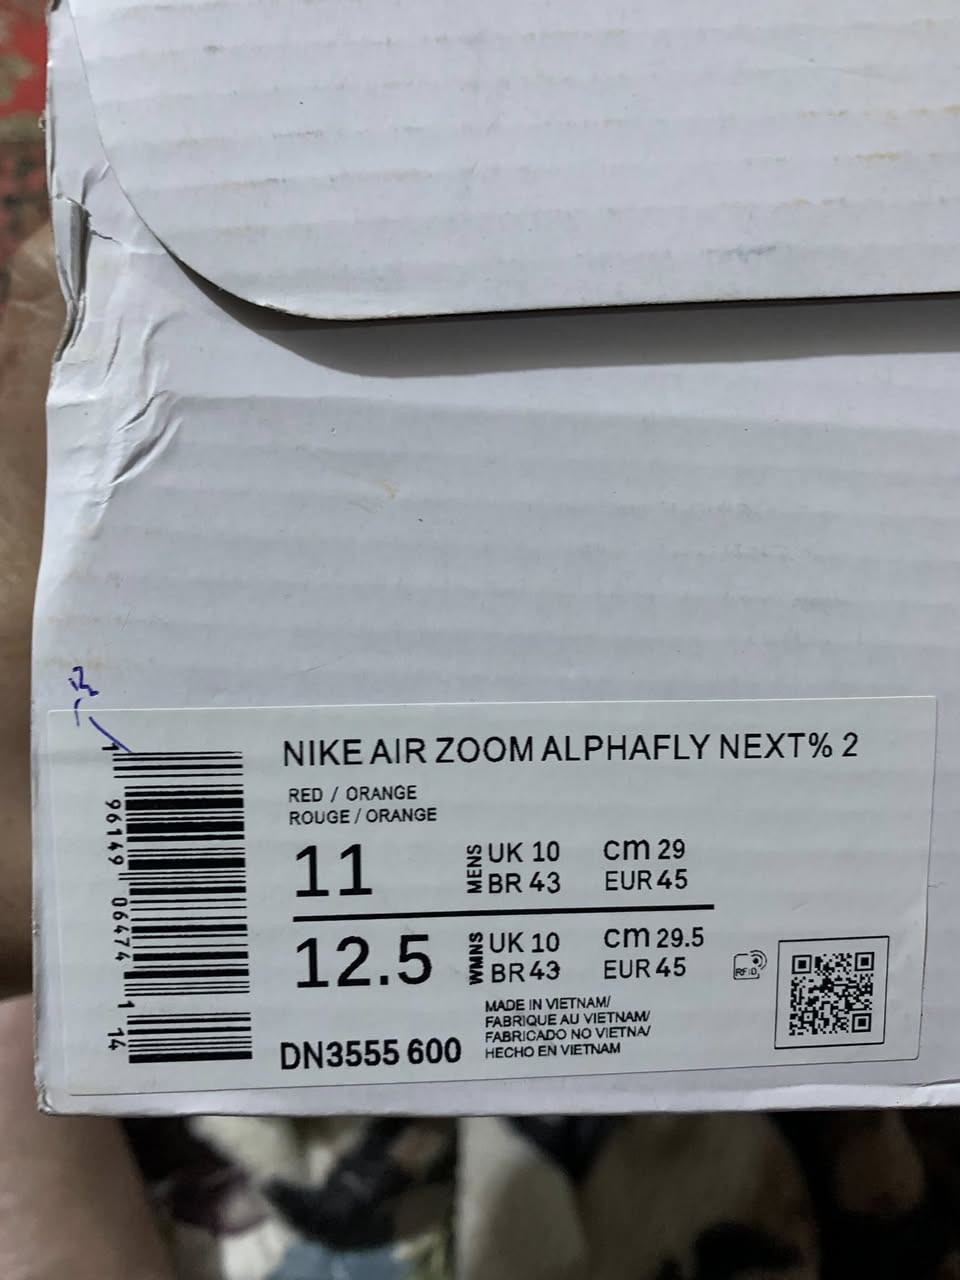 NIKE AIR ZOOM ALPHAFLY NEXT% 2
RED / ORANGE
ROUGE / ORANGE
11
MENS
UK 10
cm 29
BR 43
EUR 45
12.5
WMNS
UK 10
cm 29.5
BR 43
EUR 45
RFID
MADE IN VIETNAM/
FABRIQUE AU VIETNAM/
FABRICADO NO VIETNA/
HECHO EN VIETNAM
DN3555 600
1 96149 06474 1 14